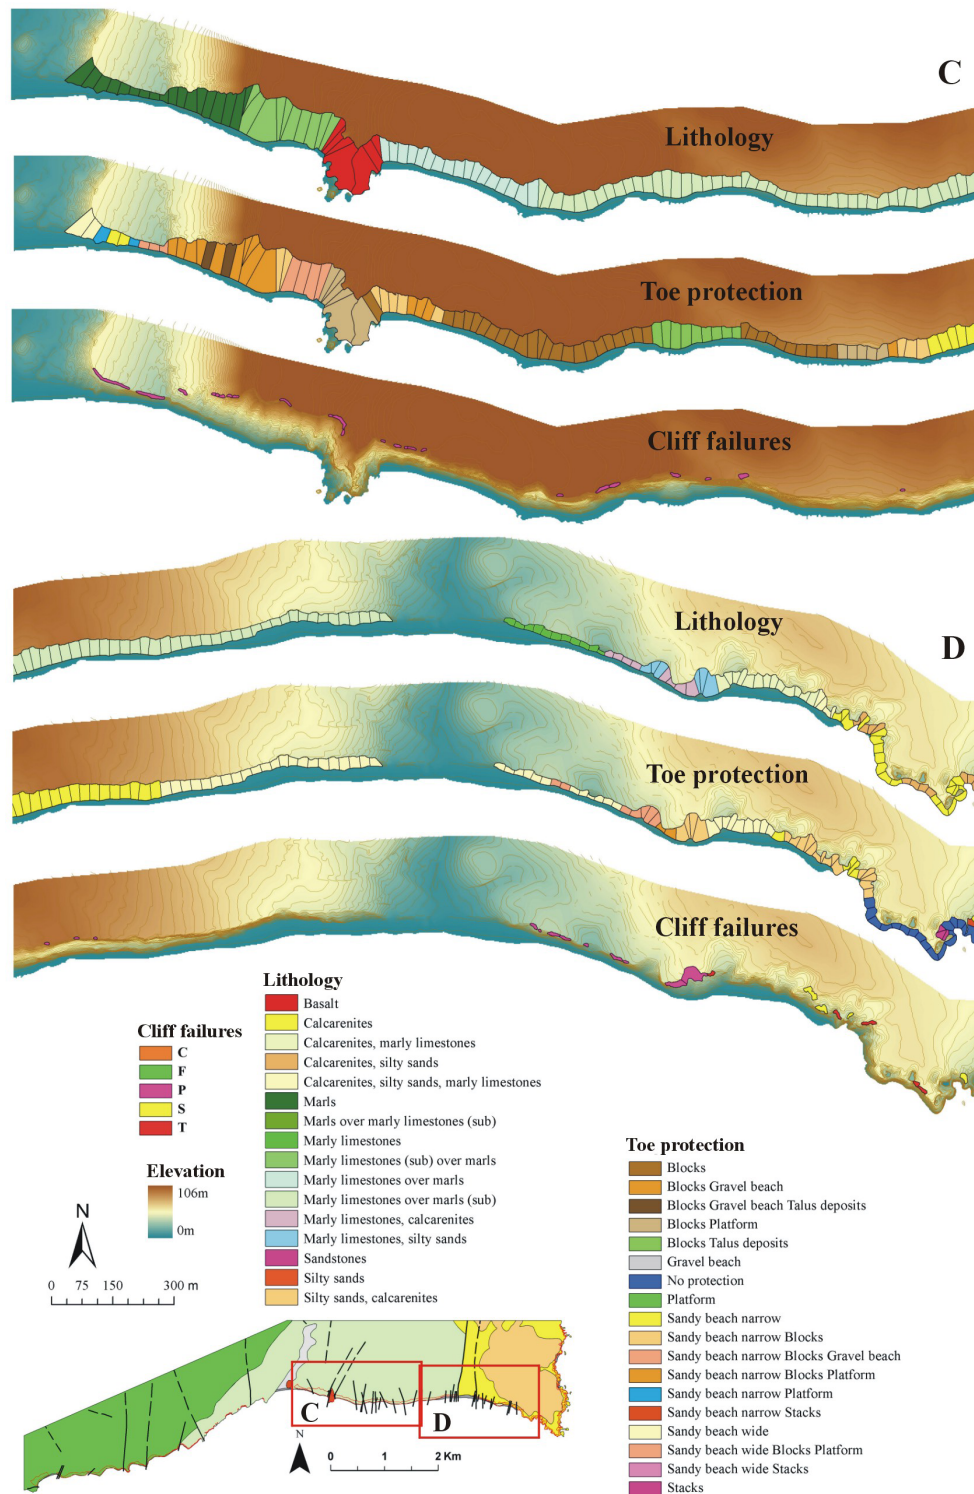 C
Lithology
Toe protection
Cliff failures
Lithology
D
Toe protection
Cliff failures
Lithology
Basalt
Calcarenites
Calcarenites, marly limestones
Calcarenites, silty sands
Calcarenites, silty sands, marly limestones
Marls
Marls over marly limestones (sub)
Marly limestones
Marly limestones (sub) over marls
Marly limestones over marls
Marly limestones over marls (sub)
Marly limestones, calcarenites
Marly limestones, silty sands
Sandstones
Silty sands
Silty sands, calcarenites
Cliff failures
C
F
P
S
T
Elevation
106m
0m
N
0 75 150 300 m
Toe protection
Blocks
Blocks Gravel beach
Blocks Gravel beach Talus deposits
Blocks Platform
Blocks Talus deposits
Gravel beach
No protection
Platform
Sandy beach narrow
Sandy beach narrow Blocks
Sandy beach narrow Blocks Gravel beach
Sandy beach narrow Blocks Platform
Sandy beach narrow Platform
Sandy beach narrow Stacks
Sandy beach wide
Sandy beach wide Blocks Platform
Sandy beach wide Stacks
Stacks
C
D
N
0 1 2 Km